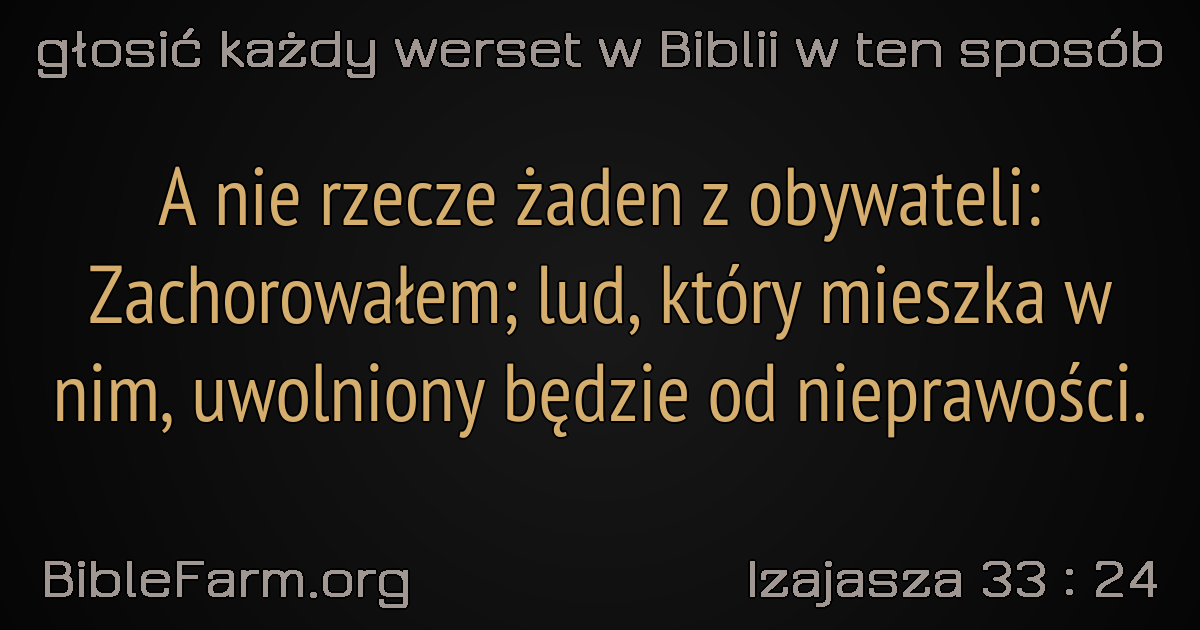 głosić każdy werset w Biblii w ten sposób
A nie rzecze żaden z obywateli:
Zachorowałem; lud, który mieszka w
nim, uwolniony będzie od nieprawości.
BibleFarm.org
Izajasza 33 : 24